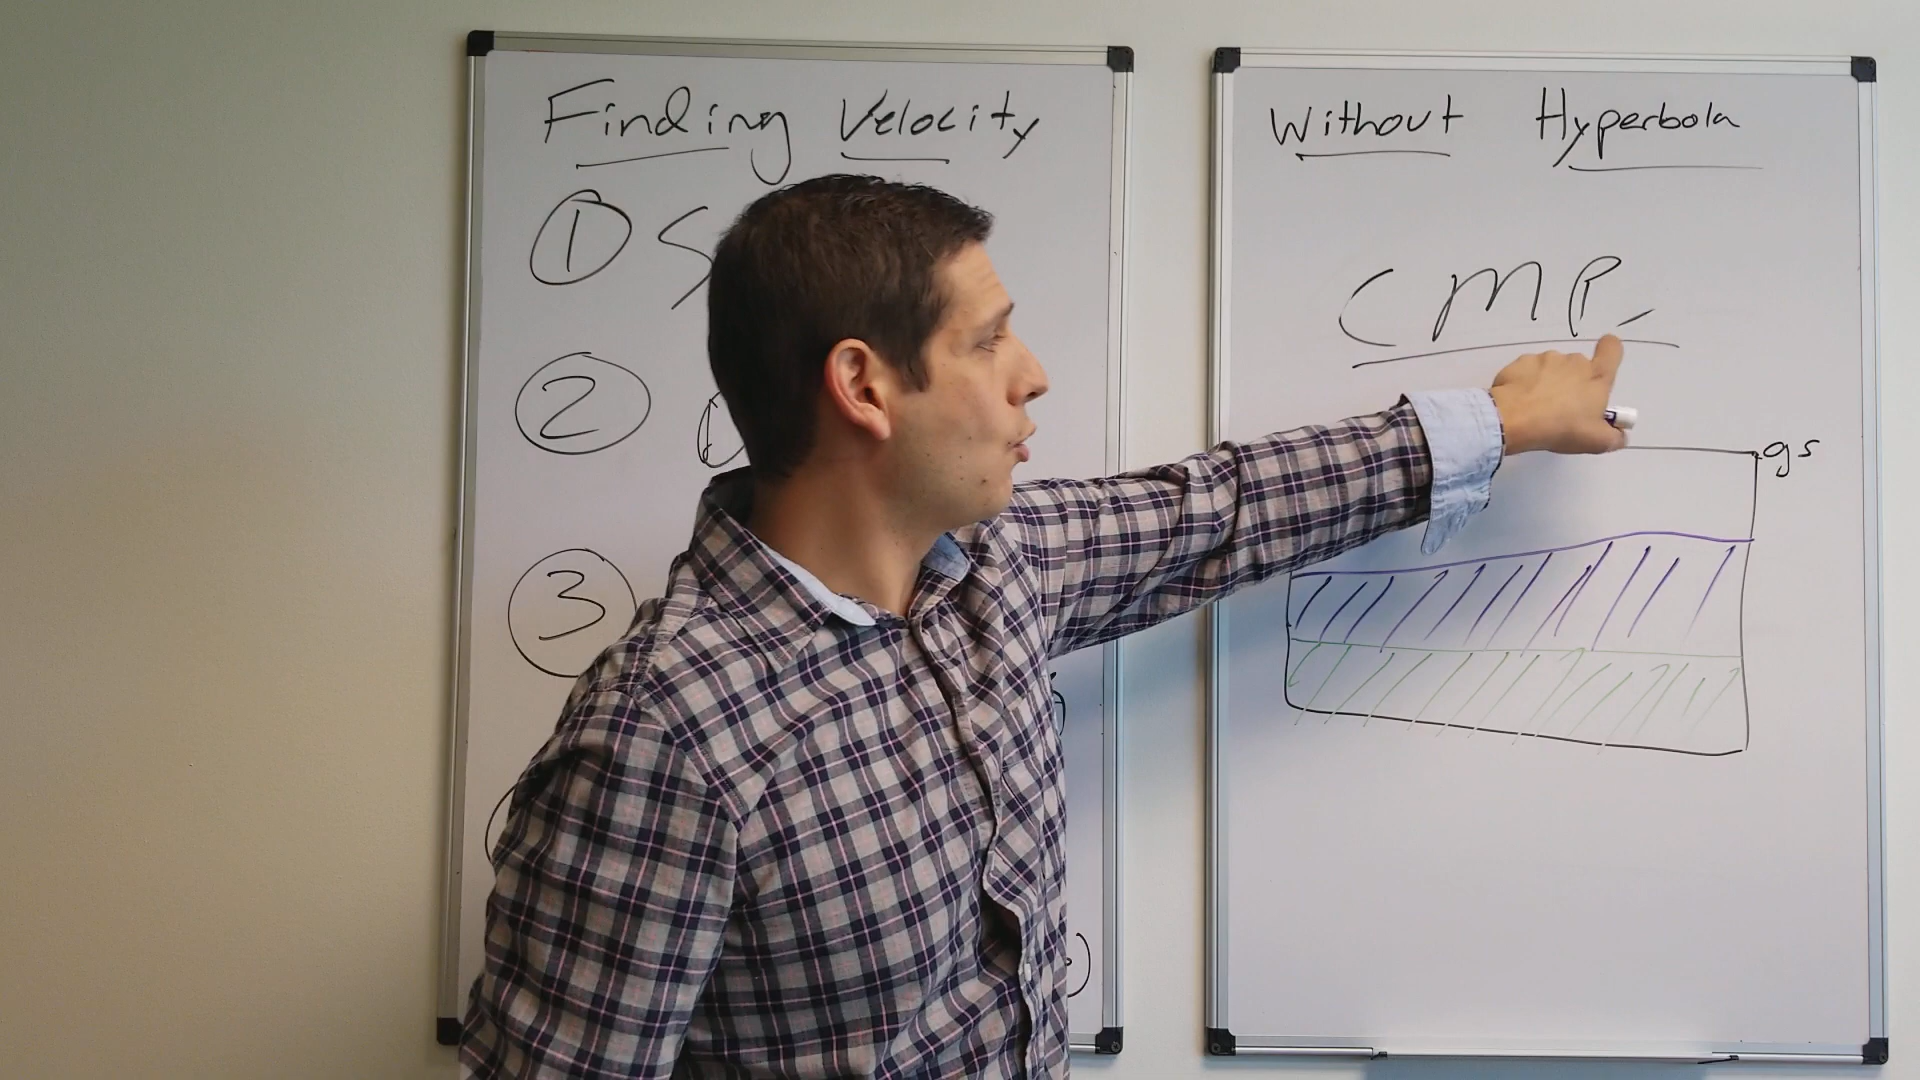 Finding Velocity
1 S
2
3
Without Hyperbola
CMP
gs